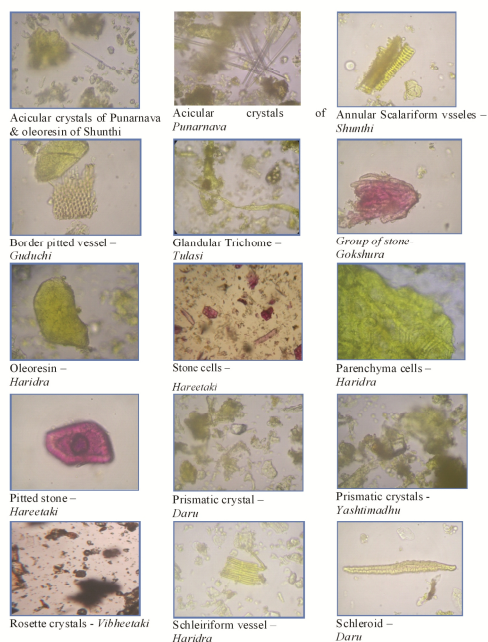 Acicular crystals of Punarnava
& oleoresin of Shunthi
Acicular crystals of
Punarnava
Annular Scalariform vsseles –
Shunthi
Border pitted vessel –
Guduchi
Glandular Trichome –
Tulasi
Group of stone
Gokshura
Oleoresin –
Haridra
Stone cells –
Hareetaki
Parenchyma cells –
Haridra
Pitted stone –
Hareetaki
Prismatic crystal –
Daru
Prismatic crystals -
Yashtimadhu
Rosette crystals - Vibheetaki
Schleiriform vessel –
Haridra
Schleroid –
Daru